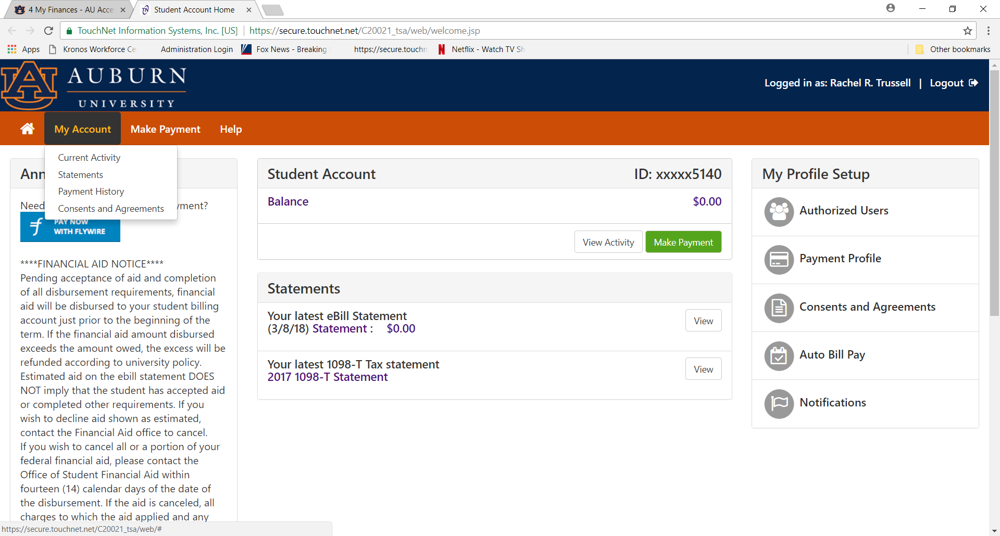 4 My Finances - AU Acce
Student Account Home
TouchNet Information Systems, Inc. [US]
https://secure.touchnet.net/C20021_tsa/web/welcome.jsp
Apps
Kronos Workforce Ce
Administration Login
Fox News - Breaking
https://secure.touchn
Netflix - Watch TV Sh
Other bookmarks
AUBURN
UNIVERSITY
Logged in as: Rachel R. Trussell | Logout
My Account
Make Payment
Help
Current Activity
Statements
Payment History
Consents and Agreements
Ann
Need
yment?
PAY NOW
WITH FLYWIRE
****FINANCIAL AID NOTICE****
Pending acceptance of aid and completion
of all disbursement requirements, financial
aid will be disbursed to your student billing
account just prior to the beginning of the
term. If the financial aid amount disbursed
exceeds the amount owed, the excess will be
refunded according to university policy.
Estimated aid on the ebill statement DOES
NOT imply that the student has accepted aid
or completed other requirements. If you
wish to decline aid shown as estimated,
contact the Financial Aid office to cancel.
If you wish to cancel all or a portion of your
federal financial aid, please contact the
Office of Student Financial Aid within
fourteen (14) calendar days of the date of
the disbursement. If the aid is canceled, all
charges to which the aid applied and any
Student Account
ID: xxxxx5140
Balance
$0.00
View Activity
Make Payment
Statements
Your latest eBill Statement
(3/8/18) Statement : $0.00
View
Your latest 1098-T Tax statement
2017 1098-T Statement
View
My Profile Setup
Authorized Users
Payment Profile
Consents and Agreements
Auto Bill Pay
Notifications
https://secure.touchnet.net/C20021_tsa/web/#